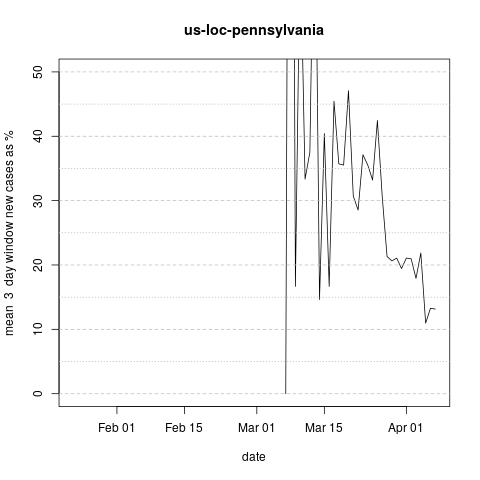 us-loc-pennsylvania
mean 3 day window new cases as %
50
40
30
20
10
0
Feb 01 Feb 15 Mar 01 Mar 15 Apr 01
date